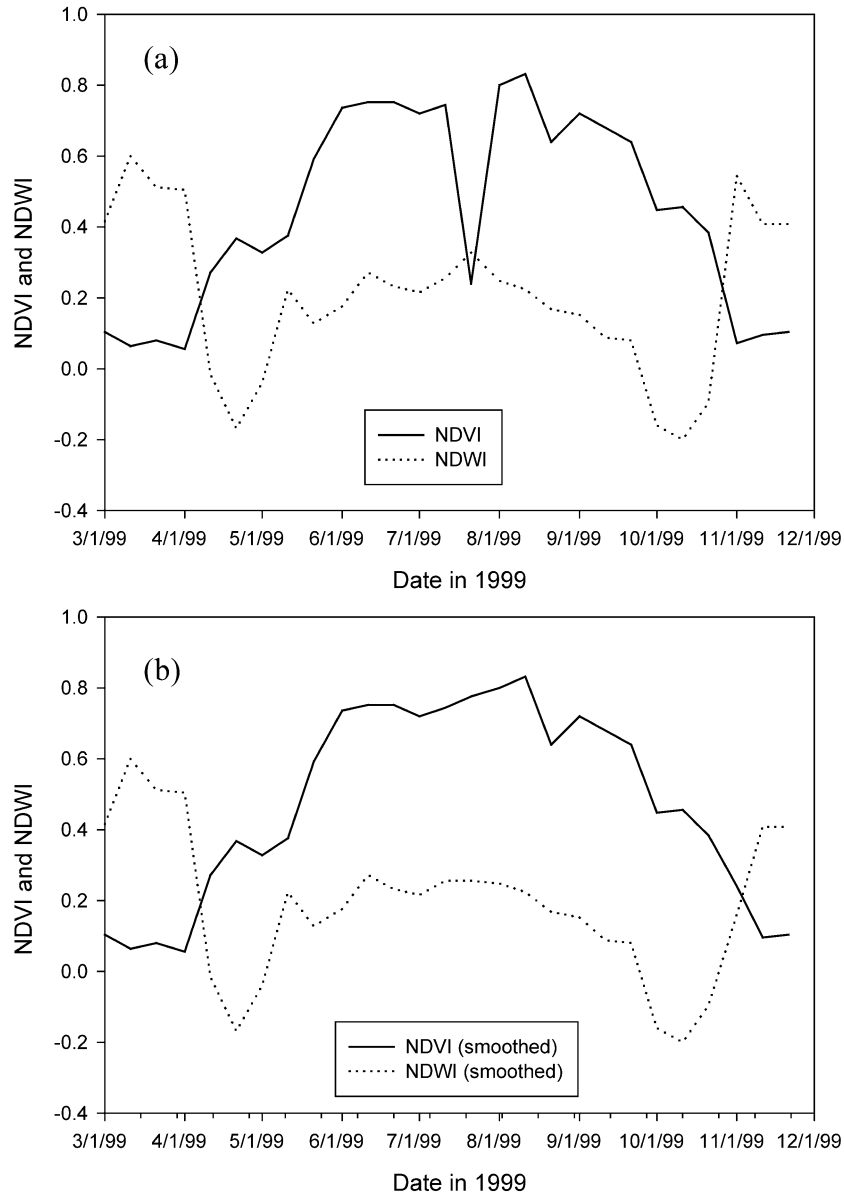 (a)
1.0
0.8
0.6
0.4
0.2
0.0
-0.2
-0.4
NDVI and NDWI
NDVI
NDWI
3/1/99 4/1/99 5/1/99 6/1/99 7/1/99 8/1/99 9/1/99 10/1/99 11/1/99 12/1/99
Date in 1999
(b)
1.0
0.8
0.6
0.4
0.2
0.0
-0.2
-0.4
NDVI and NDWI
NDVI (smoothed)
NDWI (smoothed)
3/1/99 4/1/99 5/1/99 6/1/99 7/1/99 8/1/99 9/1/99 10/1/99 11/1/99 12/1/99
Date in 1999